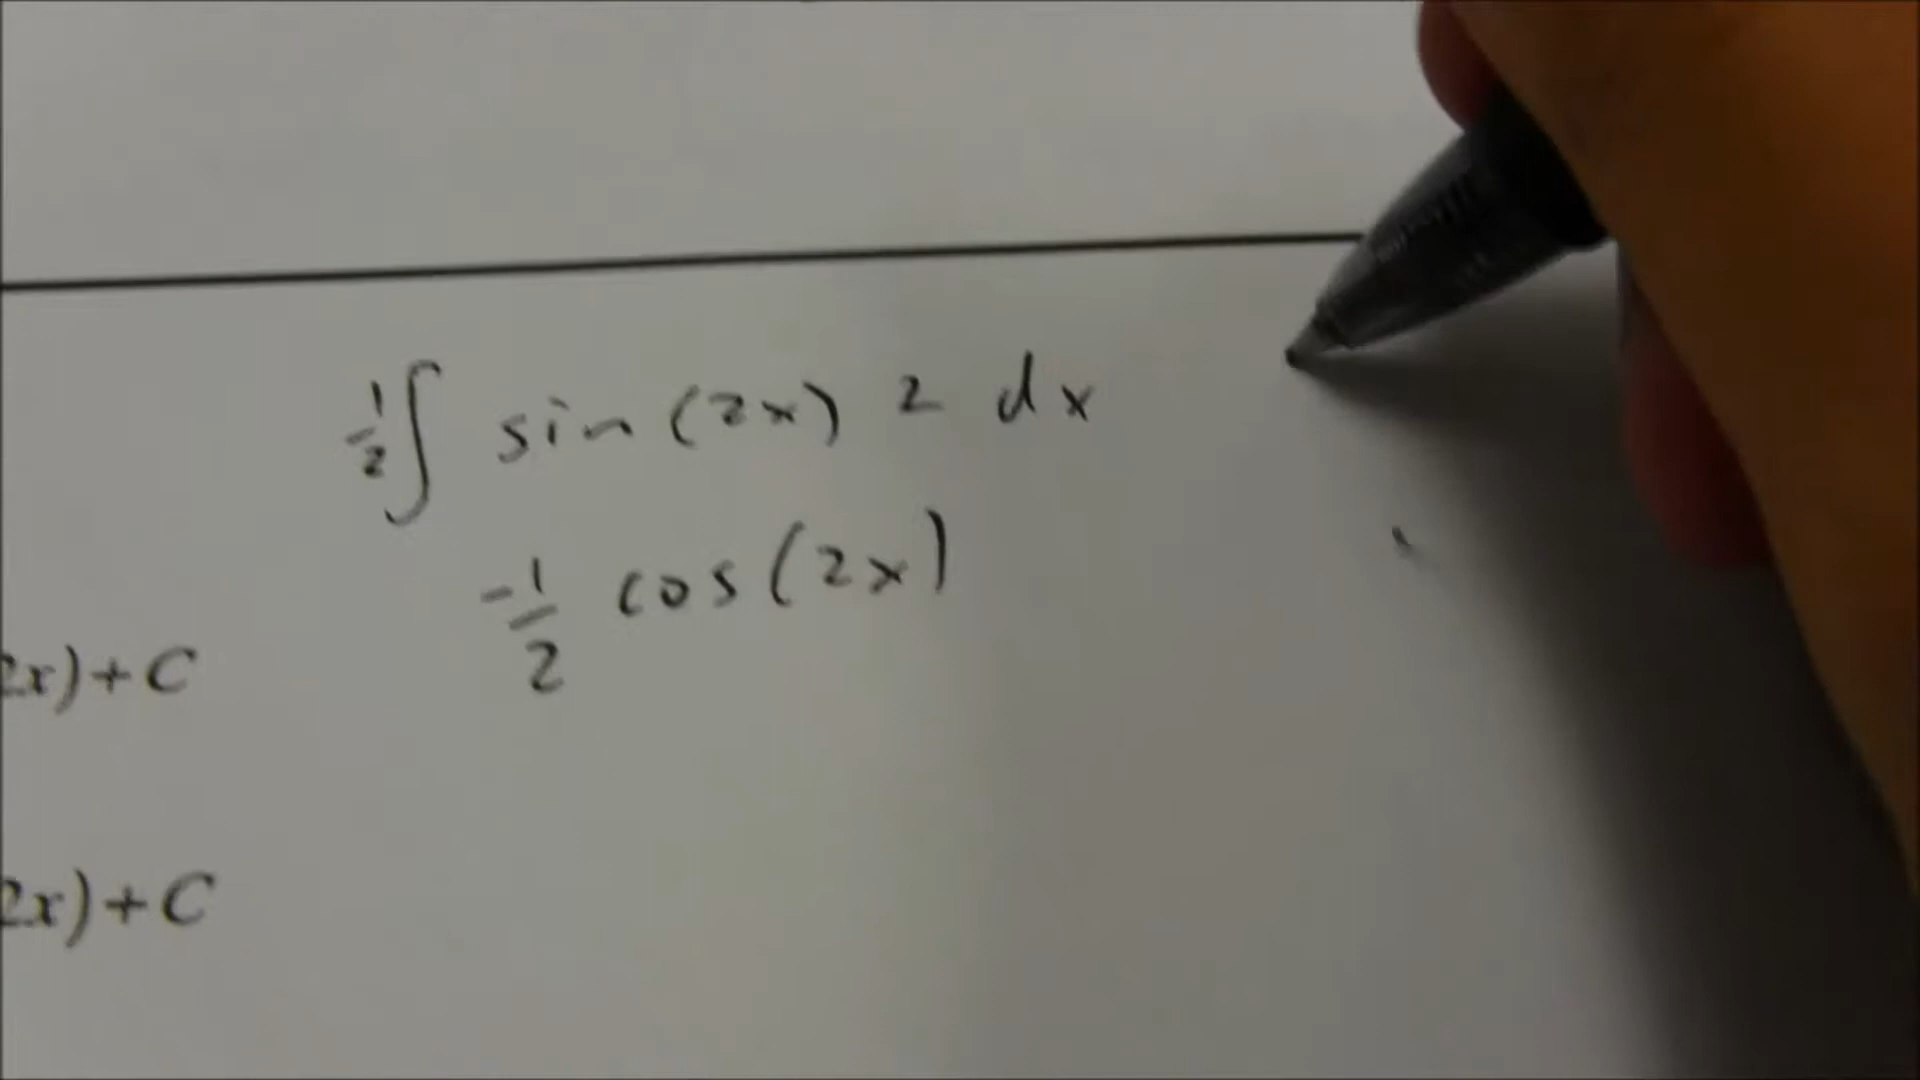 1/2 ∫ sin(2x) 2 dx
-1/2 cos(2x)
2x)+C
2x)+C